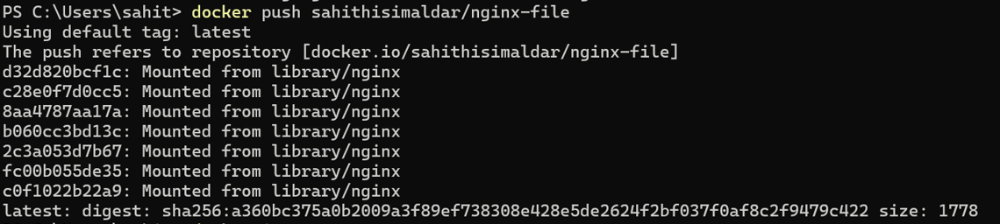 PS C:\Users\sahit> docker push sahithisimaldar/nginx-file
Using default tag: latest
The push refers to repository [docker.io/sahithisimaldar/nginx-file]
d32d820bcf1c: Mounted from library/nginx
c28e0f7d0cc5: Mounted from library/nginx
8aa4787aa17a: Mounted from library/nginx
b060cc3bd13c: Mounted from library/nginx
2c3a053d7b67: Mounted from library/nginx
fc00b055de35: Mounted from library/nginx
c0f1022b22a9: Mounted from library/nginx
latest: digest: sha256:a360bc375a0b2009a3f89ef738308e428e5de2624f2bf037f0af8c2f9479c422 size: 1778